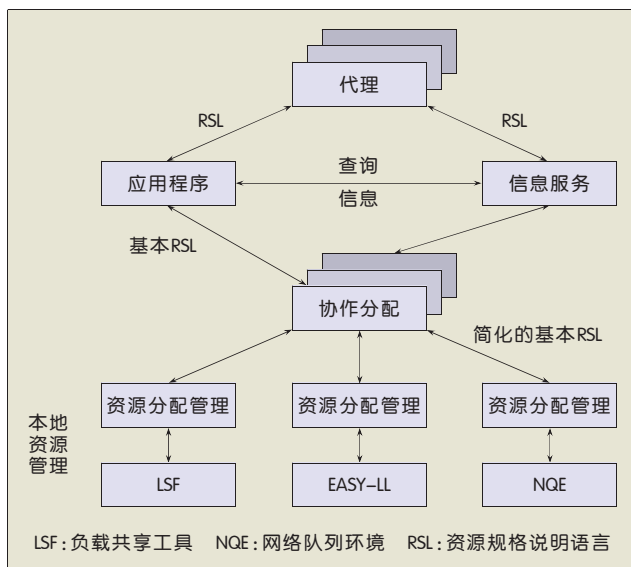 代理
RSL
RSL
应用程序
查询
信息
信息服务
基本RSL
协作分配
简化的基本RSL
资源分配管理
资源分配管理
资源分配管理
本地
资源
管理
LSF
EASY-LL
NQE
LSF:负载共享工具 NQE:网络队列环境 RSL:资源规格说明语言